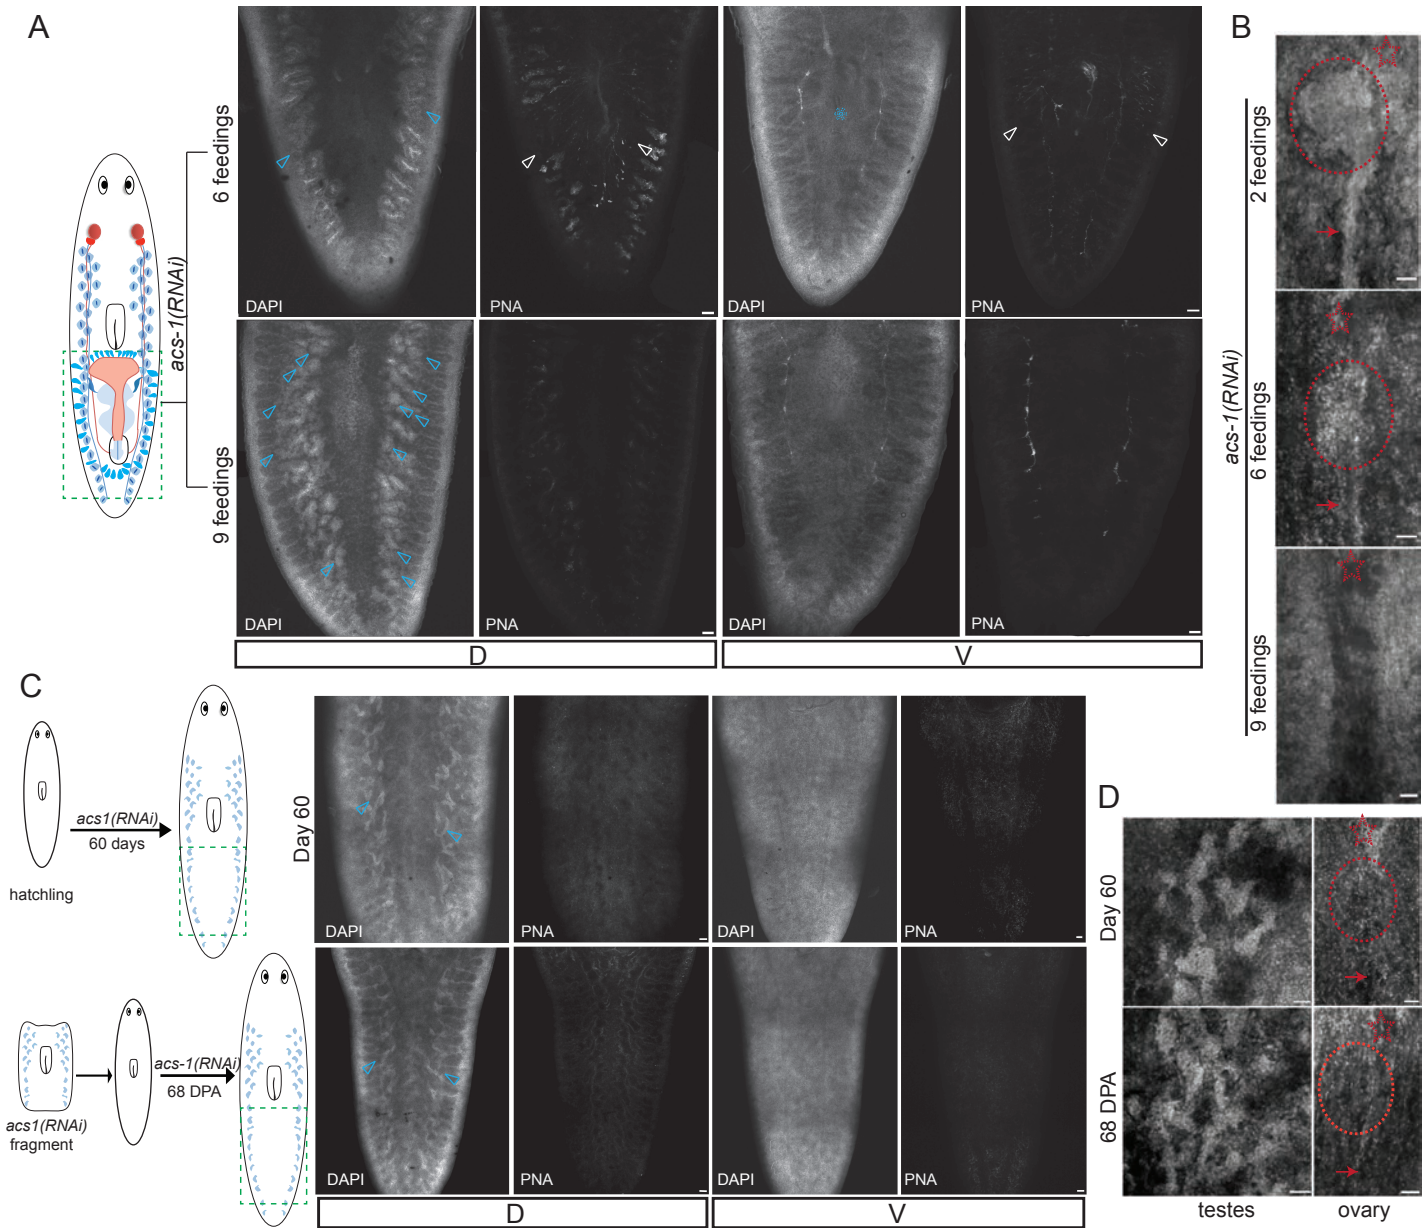 A
acs-1(RNAi)
6 feedings
9 feedings
DAPI
PNA
DAPI
PNA
DAPI
PNA
DAPI
PNA
D
V
B
acs-1(RNAi)
2 feedings
6 feedings
9 feedings
C
hatchling
acs1(RNAi)
60 days
acs1(RNAi)
fragment
acs-1(RNAi)
68 DPA
Day 60
DAPI
PNA
DAPI
PNA
DAPI
PNA
DAPI
PNA
D
V
D
Day 60
68 DPA
testes
ovary